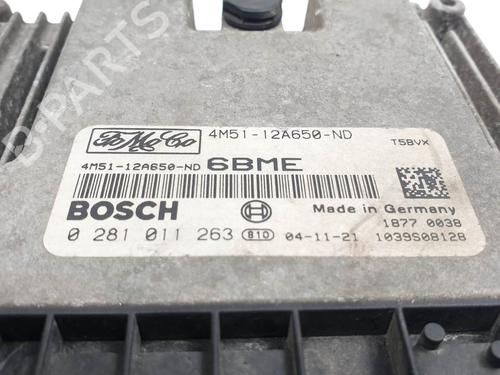 FoMoCo 4M51-12A650-ND
T5BVX
4M51-12A650-ND 6BME
BOSCH Made in Germany
1877 0038
0 281 011 263 810 04-11-21 1039S08128